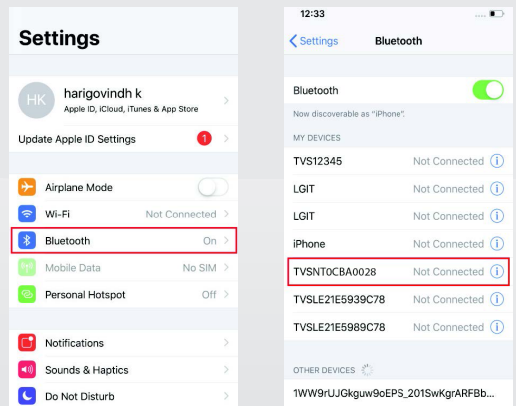 Settings
HK
harigovindh k
Apple ID, iCloud, iTunes & App Store
Update Apple ID Settings 1
Airplane Mode
Wi-Fi Not Connected
Bluetooth On
Mobile Data No SIM
Personal Hotspot Off
Notifications
Sounds & Haptics
Do Not Disturb
12:33
Settings Bluetooth
Bluetooth
Now discoverable as "iPhone".
MY DEVICES
TVS12345 Not Connected
LGIT Not Connected
LGIT Not Connected
iPhone Not Connected
TVSNT0CBA0028 Not Connected
TVSLE21E5939C78 Not Connected
TVSLE21E5989C78 Not Connected
OTHER DEVICES
1WW9rUJGkguw9oEPS_201SwKgrARFBb...